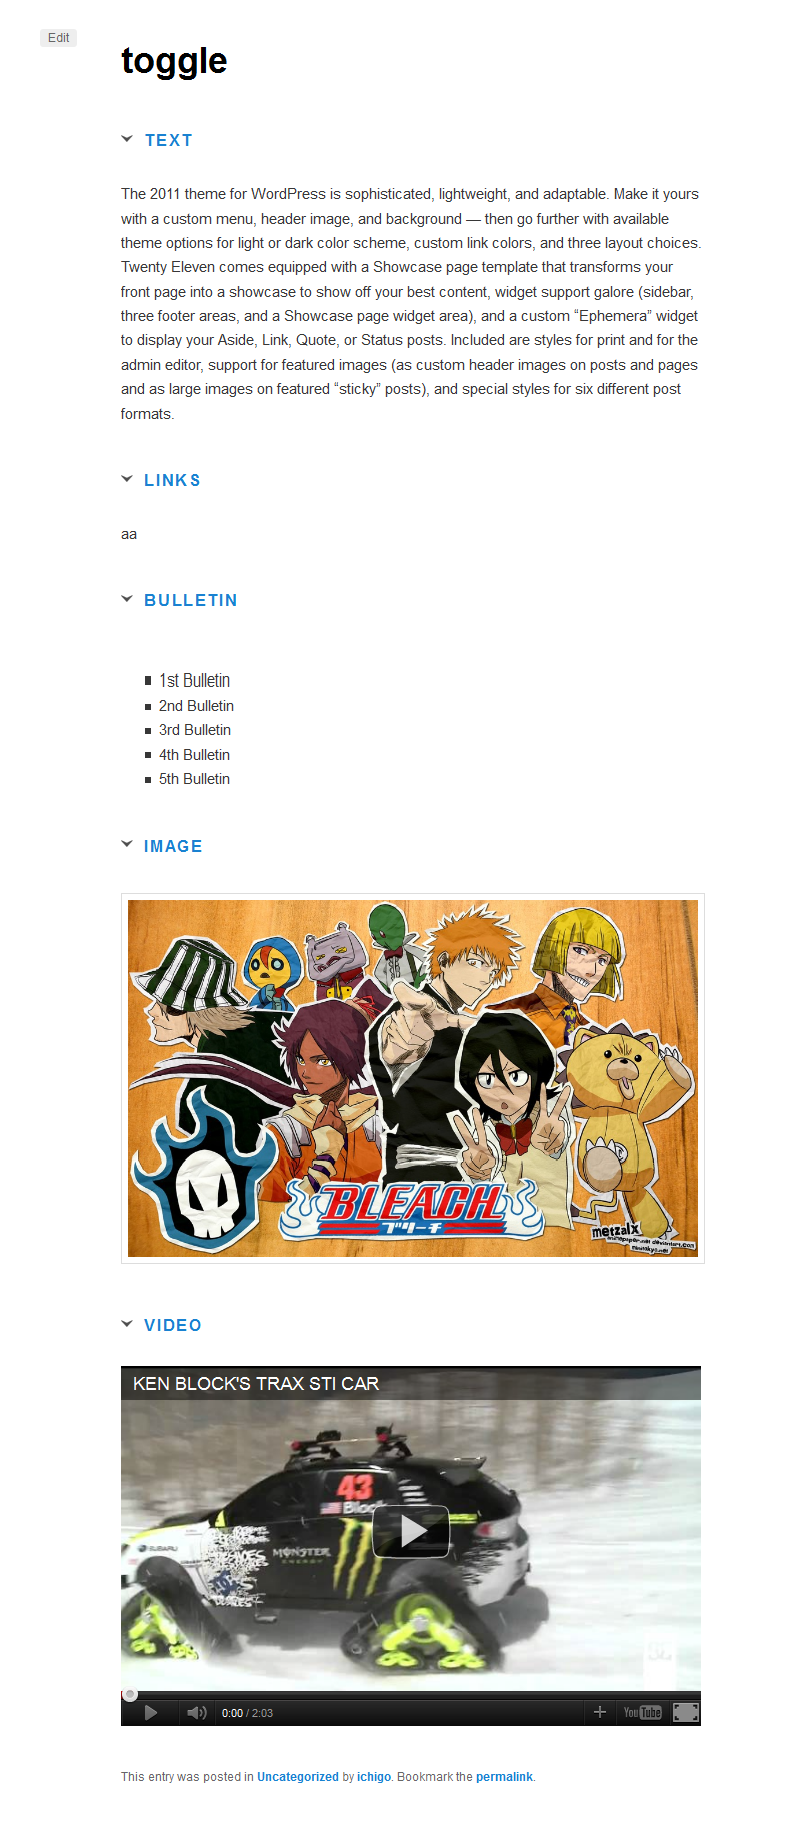 Edit
toggle
TEXT
The 2011 theme for WordPress is sophisticated, lightweight, and adaptable. Make it yours
with a custom menu, header image, and background — then go further with available
theme options for light or dark color scheme, custom link colors, and three layout choices.
Twenty Eleven comes equipped with a Showcase page template that transforms your
front page into a showcase to show off your best content, widget support galore (sidebar,
three footer areas, and a Showcase page widget area), and a custom “Ephemera” widget
to display your Aside, Link, Quote, or Status posts. Included are styles for print and for the
admin editor, support for featured images (as custom header images on posts and pages
and as large images on featured “sticky” posts), and special styles for six different post
formats.
LINKS
aa
BULLETIN
1st Bulletin
2nd Bulletin
3rd Bulletin
4th Bulletin
5th Bulletin
IMAGE
BLEACH
ブリーチ
metzalx
VIDEO
KEN BLOCK'S TRAX STI CAR
43
Block
SUBARU
MONSTER
ENERGY
0:00 / 2:03
YouTube
This entry was posted in Uncategorized by ichigo. Bookmark the permalink.